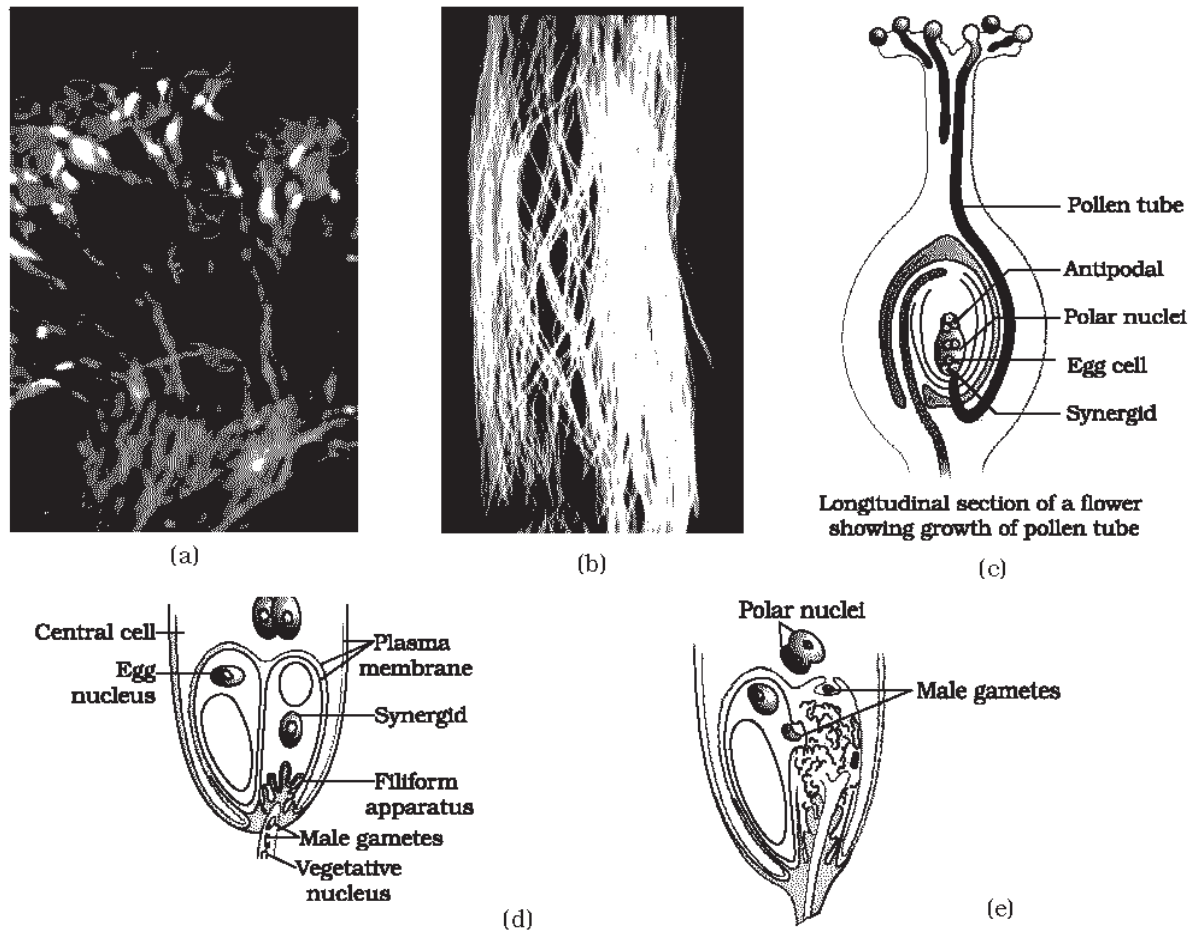 Pollen tube
Antipodal
Polar nuclei
Egg cell
Synergid
Longitudinal section of a flower
showing growth of pollen tube
(a)
(b)
(c)
Central cell
Egg
nucleus
Plasma
membrane
Synergid
Filiform
apparatus
Male gametes
Vegetative
nucleus
(d)
Polar nuclei
Male gametes
(e)